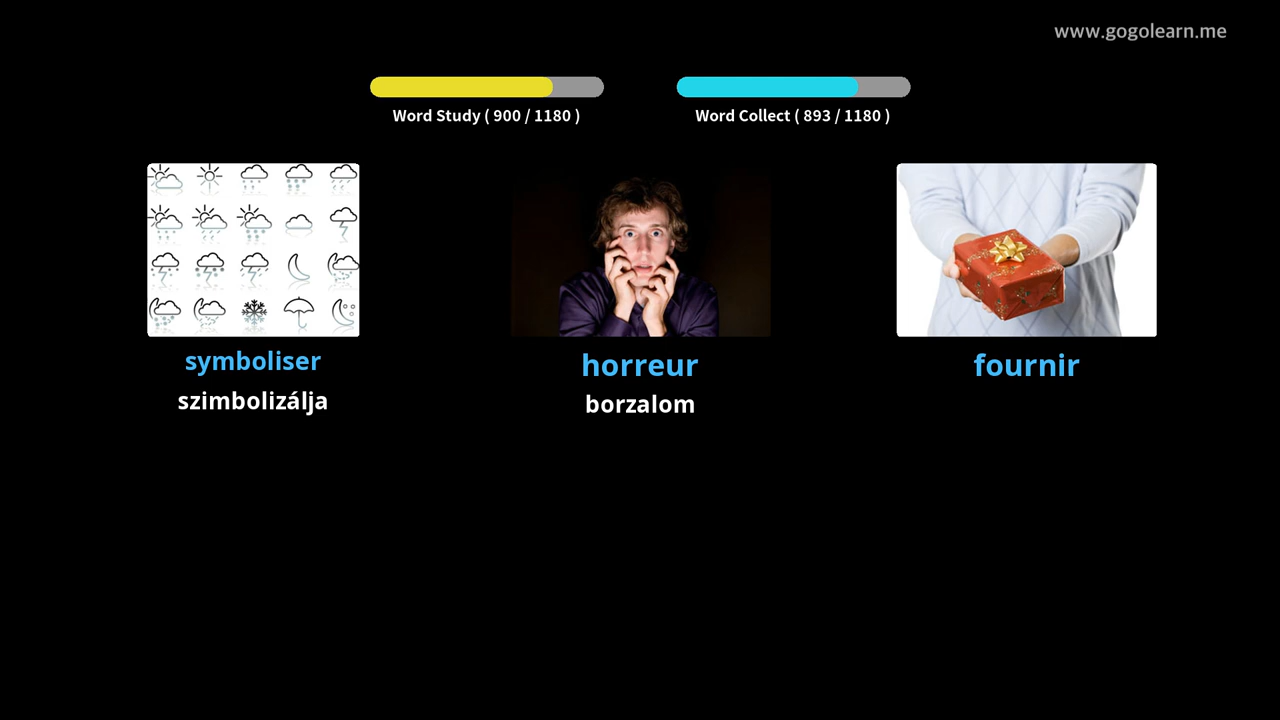 www.gogolearn.me
Word Study ( 900 / 1180 )
Word Collect ( 893 / 1180 )
symboliser
szimbolizálja
horreur
borzalom
fournir